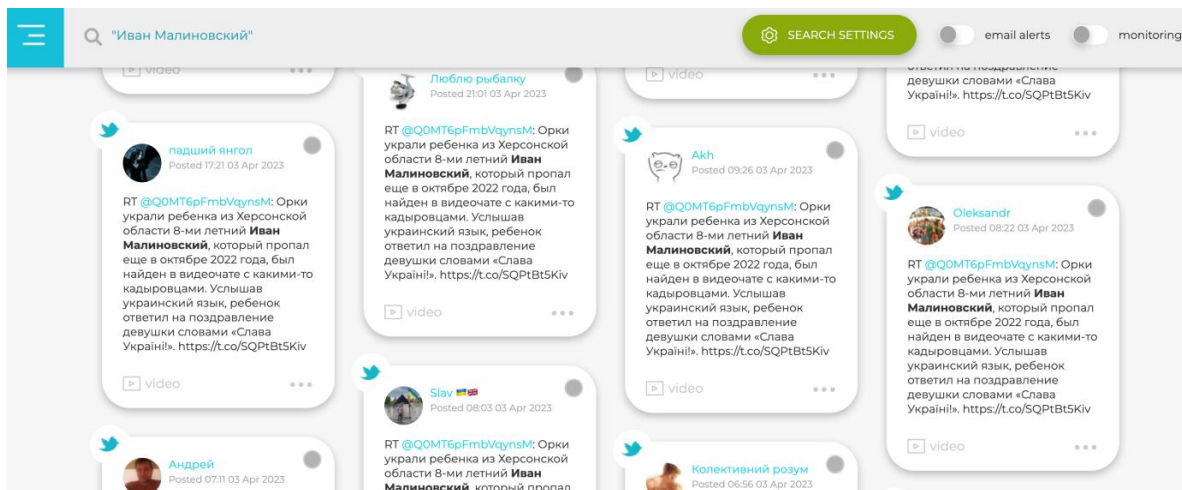 "Иван Малиновский"
SEARCH SETTINGS
email alerts
monitoring
video
падший янгол
Posted 17:21 03 Apr 2023
RT @Q0MT6pFmbVqynsM: Орки
украли ребенка из Херсонской
области 8-ми летний Иван
Малиновский, который пропал
еще в октябре 2022 года, был
найден в видеочате с какими-то
кадыровцами. Услышав
украинский язык, ребенок
ответил на поздравление
девушки словами «Слава
Україні!». https://t.co/SQPtBt5Kiv
video
Андрей
Posted 07:11 03 Apr 2023
Люблю рыбалку
Posted 21:01 03 Apr 2023
RT @Q0MT6pFmbVqynsM: Орки
украли ребенка из Херсонской
области 8-ми летний Иван
Малиновский, который пропал
еще в октябре 2022 года, был
найден в видеочате с какими-то
кадыровцами. Услышав
украинский язык, ребенок
ответил на поздравление
девушки словами «Слава
Україні!». https://t.co/SQPtBt5Kiv
video
Slav
Posted 08:03 03 Apr 2023
RT @Q0MT6pFmbVqynsM: Орки
украли ребенка из Херсонской
области 8-ми летний Иван
Малиновский, который пропал
video
Akh
Posted 09:26 03 Apr 2023
RT @Q0MT6pFmbVqynsM: Орки
украли ребенка из Херсонской
области 8-ми летний Иван
Малиновский, который пропал
еще в октябре 2022 года, был
найден в видеочате с какими-то
кадыровцами. Услышав
украинский язык, ребенок
ответил на поздравление
девушки словами «Слава
Україні!». https://t.co/SQPtBt5Kiv
video
Колективний розум
Posted 06:56 03 Apr 2023
ответил на поздравление
девушки словами «Слава
Україні!». https://t.co/SQPtBt5Kiv
video
Oleksandr
Posted 08:22 03 Apr 2023
RT @Q0MT6pFmbVqynsM: Орки
украли ребенка из Херсонской
области 8-ми летний Иван
Малиновский, который пропал
еще в октябре 2022 года, был
найден в видеочате с какими-то
кадыровцами. Услышав
украинский язык, ребенок
ответил на поздравление
девушки словами «Слава
Україні!». https://t.co/SQPtBt5Kiv
video